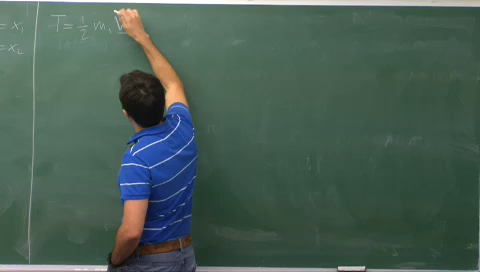 = x₁ T = 1/2 m₁
= x₂